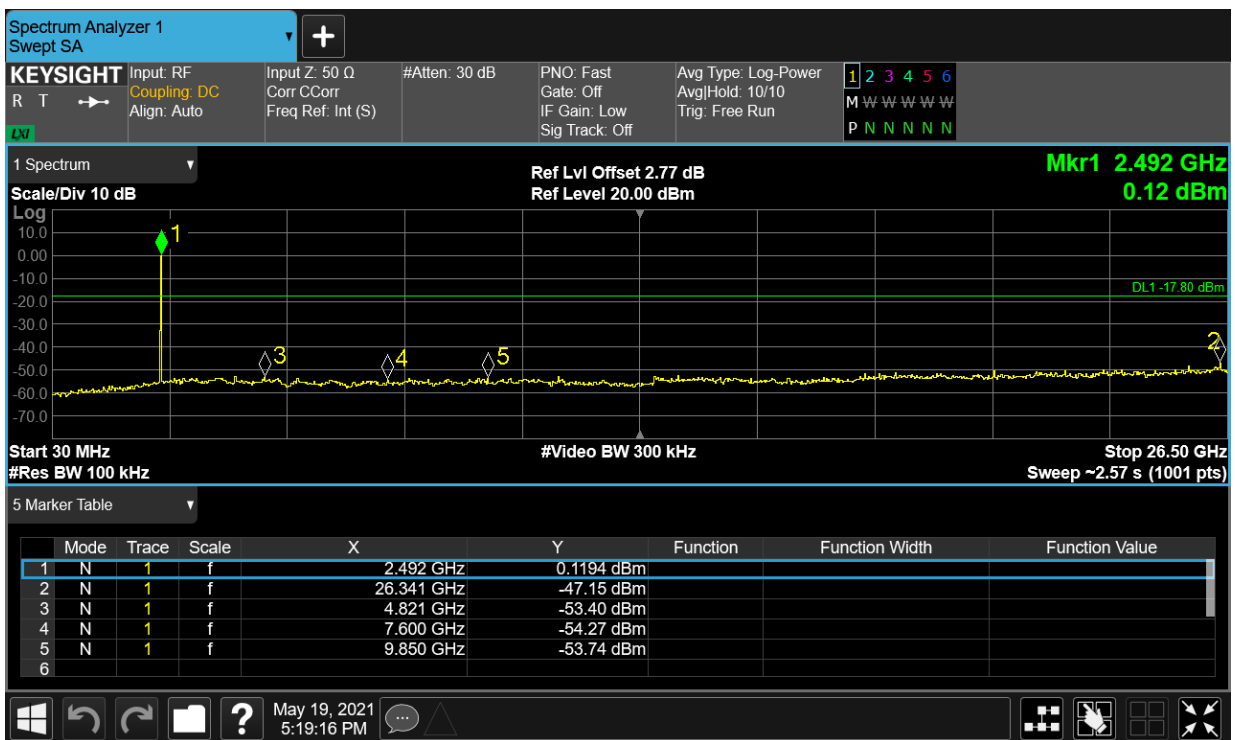 Spectrum Analyzer 1
Swept SA
+
KEYSIGHT
R T
LXI
Input: RF
Coupling: DC
Align: Auto
Input Z: 50 Ω
Corr CCorr
Freq Ref: Int (S)
#Atten: 30 dB
PNO: Fast
Gate: Off
IF Gain: Low
Sig Track: Off
Avg Type: Log-Power
Avg|Hold: 10/10
Trig: Free Run
1 2 3 4 5 6
M W W W W W
P N N N N N
1 Spectrum
Scale/Div 10 dB
Ref Lvl Offset 2.77 dB
Ref Level 20.00 dBm
Mkr1 2.492 GHz
0.12 dBm
Log
10.0
0.00
-10.0
-20.0
-30.0
-40.0
-50.0
-60.0
-70.0
1
DL1 -17.80 dBm
3
4
5
2
Start 30 MHz
#Video BW 300 kHz
Stop 26.50 GHz
#Res BW 100 kHz
Sweep ~2.57 s (1001 pts)
5 Marker Table
Mode Trace Scale X Y Function Function Width Function Value
1 N 1 f 2.492 GHz 0.1194 dBm
2 N 1 f 26.341 GHz -47.15 dBm
3 N 1 f 4.821 GHz -53.40 dBm
4 N 1 f 7.600 GHz -54.27 dBm
5 N 1 f 9.850 GHz -53.74 dBm
6
?
May 19, 2021
5:19:16 PM